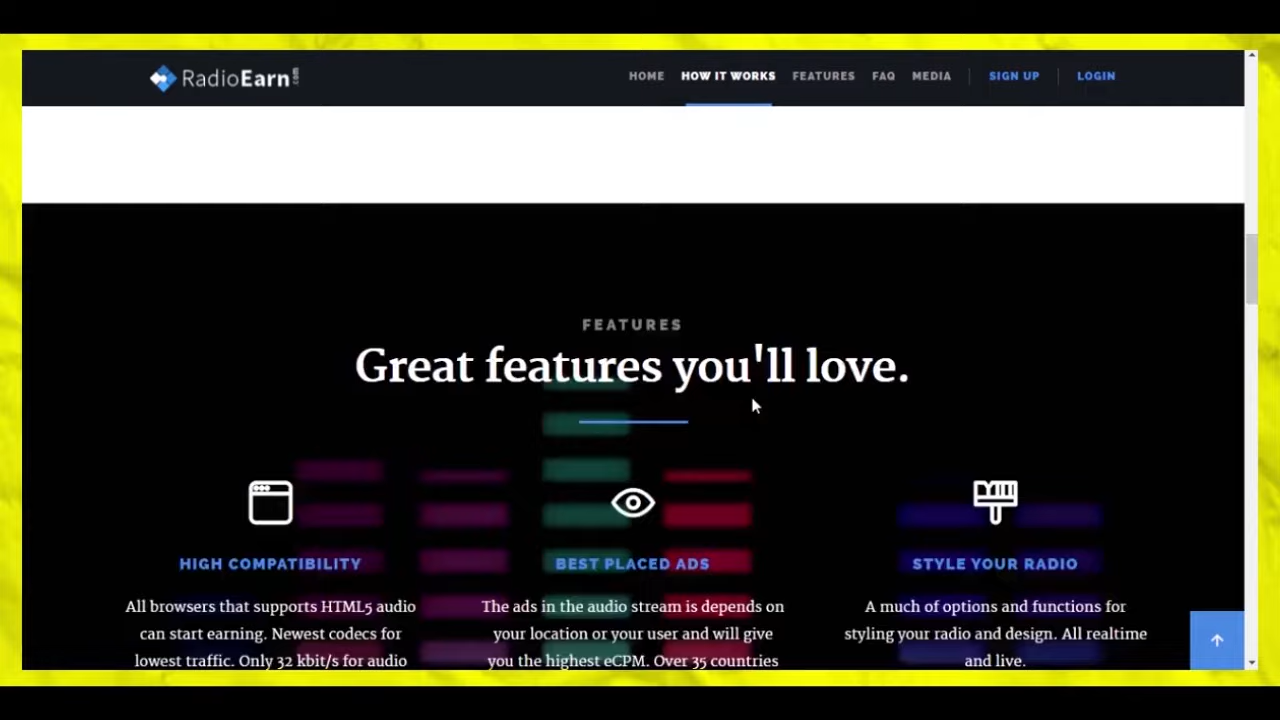 RadioEarn.com
HOME HOW IT WORKS FEATURES FAQ MEDIA SIGN UP LOGIN
FEATURES
Great features you'll love.
HIGH COMPATIBILITY
All browsers that supports HTML5 audio
can start earning. Newest codecs for
lowest traffic. Only 32 kbit/s for audio
BEST PLACED ADS
The ads in the audio stream is depends on
your location or your user and will give
you the highest eCPM. Over 35 countries
STYLE YOUR RADIO
A much of options and functions for
styling your radio and design. All realtime
and live.